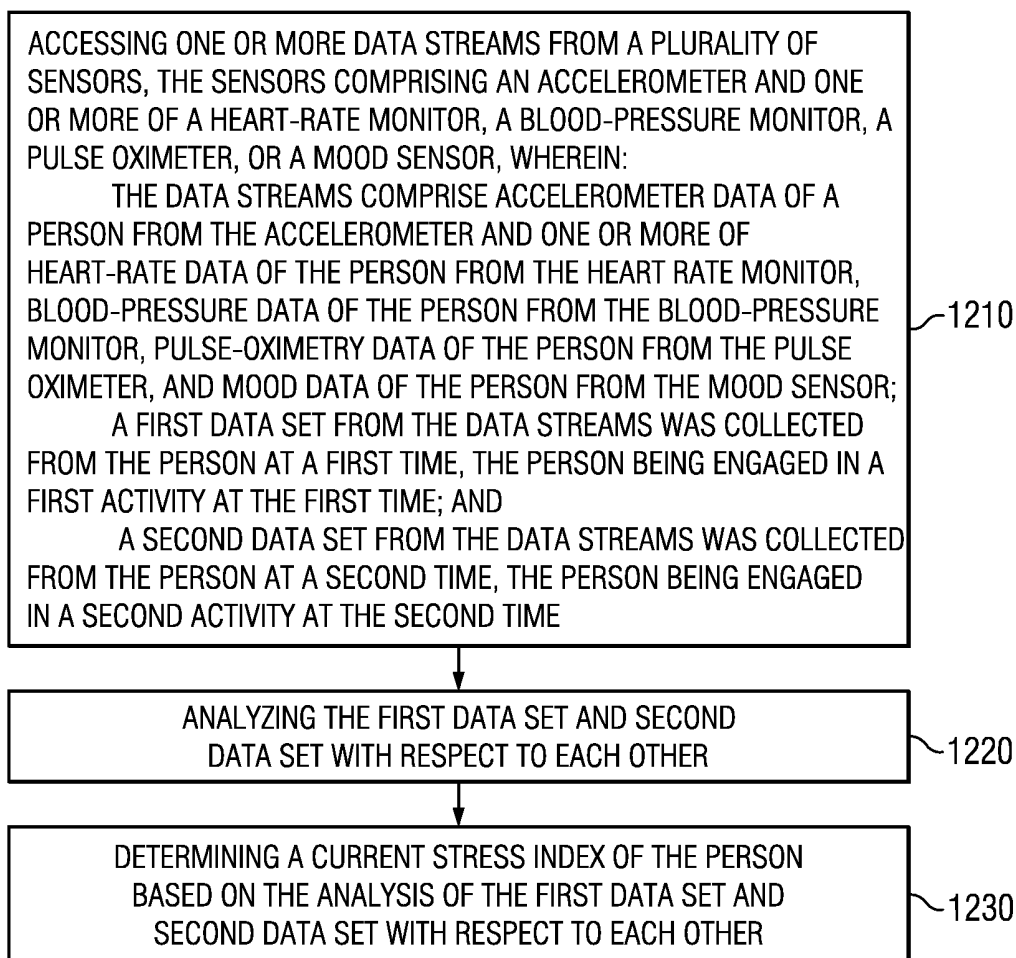 ACCESSING ONE OR MORE DATA STREAMS FROM A PLURALITY OF
SENSORS, THE SENSORS COMPRISING AN ACCELEROMETER AND ONE
OR MORE OF A HEART-RATE MONITOR, A BLOOD-PRESSURE MONITOR, A
PULSE OXIMETER, OR A MOOD SENSOR, WHEREIN:
THE DATA STREAMS COMPRISE ACCELEROMETER DATA OF A
PERSON FROM THE ACCELEROMETER AND ONE OR MORE OF
HEART-RATE DATA OF THE PERSON FROM THE HEART RATE MONITOR,
BLOOD-PRESSURE DATA OF THE PERSON FROM THE BLOOD-PRESSURE
MONITOR, PULSE-OXIMETRY DATA OF THE PERSON FROM THE PULSE
OXIMETER, AND MOOD DATA OF THE PERSON FROM THE MOOD SENSOR;
A FIRST DATA SET FROM THE DATA STREAMS WAS COLLECTED
FROM THE PERSON AT A FIRST TIME, THE PERSON BEING ENGAGED IN A
FIRST ACTIVITY AT THE FIRST TIME; AND
A SECOND DATA SET FROM THE DATA STREAMS WAS COLLECTED
FROM THE PERSON AT A SECOND TIME, THE PERSON BEING ENGAGED
IN A SECOND ACTIVITY AT THE SECOND TIME
1210
ANALYZING THE FIRST DATA SET AND SECOND
DATA SET WITH RESPECT TO EACH OTHER
1220
DETERMINING A CURRENT STRESS INDEX OF THE PERSON
BASED ON THE ANALYSIS OF THE FIRST DATA SET AND
SECOND DATA SET WITH RESPECT TO EACH OTHER
1230